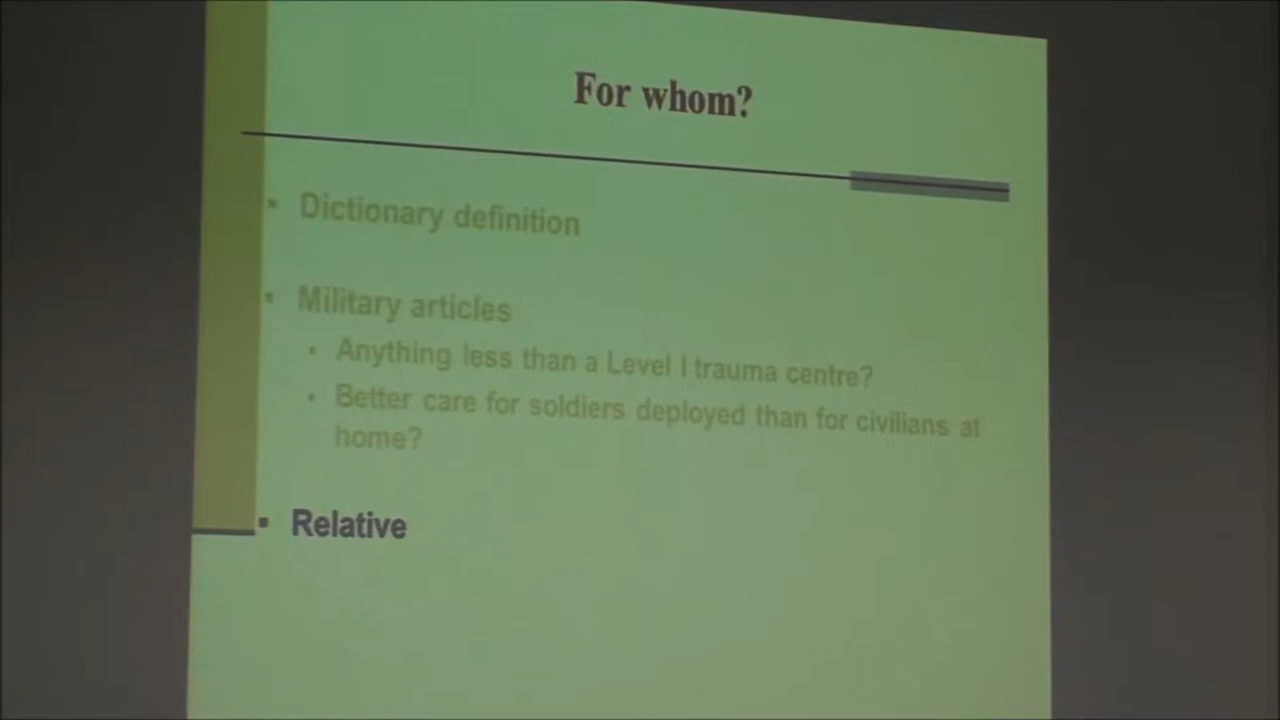 For whom?
Dictionary definition
Military articles
Anything less than a Level I trauma centre?
Better care for soldiers deployed than for civilians at
home?
Relative